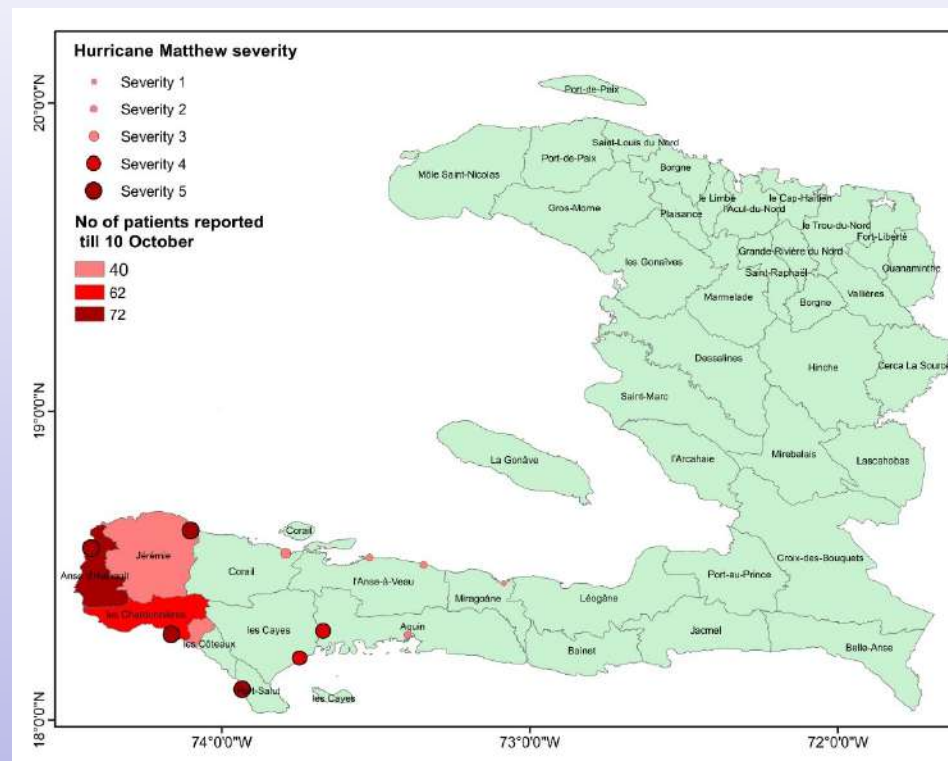 Hurricane Matthew severity
Severity 1
Severity 2
Severity 3
Severity 4
Severity 5
No of patients reported
till 10 October
40
62
72
20°0'0"N
19°0'0"N
18°0'0"N
74°0'0"W
73°0'0"W
72°0'0"W
Port-de-Paix
Saint-Louis du Nord
Port-de-Paix
Borgne
Môle Saint-Nicolas
le Limbé
le Cap-Haïtien
l'Acul-du-Nord
Plaisance
Gros-Morne
le Trou-du-Nord
Fort-Liberté
Grande-Rivière du Nord
Ouanaminthe
les Gonaïves
Saint-Raphaël
Vallières
Marmelade
Borgne
Dessalines
Hinche
Cerca La Source
Saint-Marc
Mirebalais
l'Arcahaie
Lascahobas
La Gonâve
Corail
Jérémie
Croix-des-Bouquets
Corail
Port-au-Prince
l'Anse-à-Veau
Miragoâne
Léogâne
les Chardonnières
les Cayes
Aquin
Jacmel
les Côteaux
Bainet
Belle-Anse
les Cayes